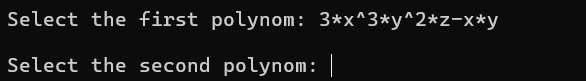 Select the first polynom: 3*x^3*y^2*z-x*y
Select the second polynom: